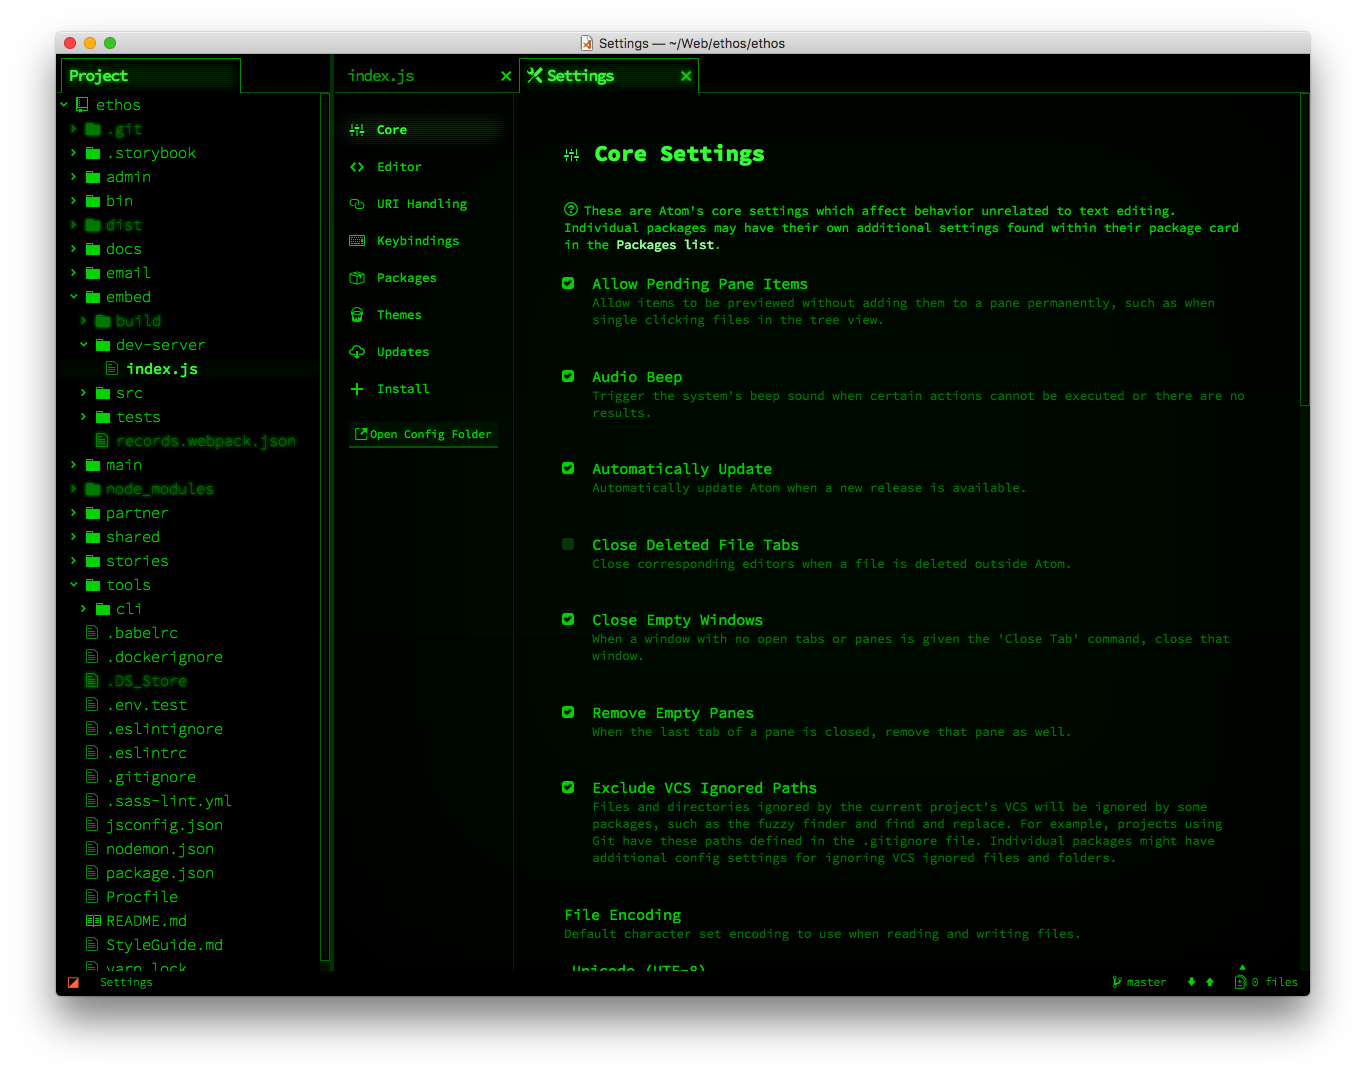 Settings — ~/Web/ethos/ethos
Project
index.js
Settings
ethos
.git
.storybook
admin
bin
dist
docs
email
embed
build
dev-server
index.js
src
tests
records.webpack.json
main
node_modules
partner
shared
stories
tools
cli
.babelrc
.dockerignore
.DS_Store
.env.test
.eslintignore
.eslintrc
.gitignore
.sass-lint.yml
jsconfig.json
nodemon.json
package.json
Procfile
README.md
StyleGuide.md
yarn.lock
Core
Editor
URI Handling
Keybindings
Packages
Themes
Updates
Install
Open Config Folder
Core Settings
These are Atom's core settings which affect behavior unrelated to text editing.
Individual packages may have their own additional settings found within their package card
in the Packages list.
Allow Pending Pane Items
Allow items to be previewed without adding them to a pane permanently, such as when
single clicking files in the tree view.
Audio Beep
Trigger the system's beep sound when certain actions cannot be executed or there are no
results.
Automatically Update
Automatically update Atom when a new release is available.
Close Deleted File Tabs
Close corresponding editors when a file is deleted outside Atom.
Close Empty Windows
When a window with no open tabs or panes is given the 'Close Tab' command, close that
window.
Remove Empty Panes
When the last tab of a pane is closed, remove that pane as well.
Exclude VCS Ignored Paths
Files and directories ignored by the current project's VCS will be ignored by some
packages, such as the fuzzy finder and find and replace. For example, projects using
Git have these paths defined in the .gitignore file. Individual packages might have
additional config settings for ignoring VCS ignored files and folders.
File Encoding
Default character set encoding to use when reading and writing files.
Unicode (UTF-8)
Settings
master
0 files